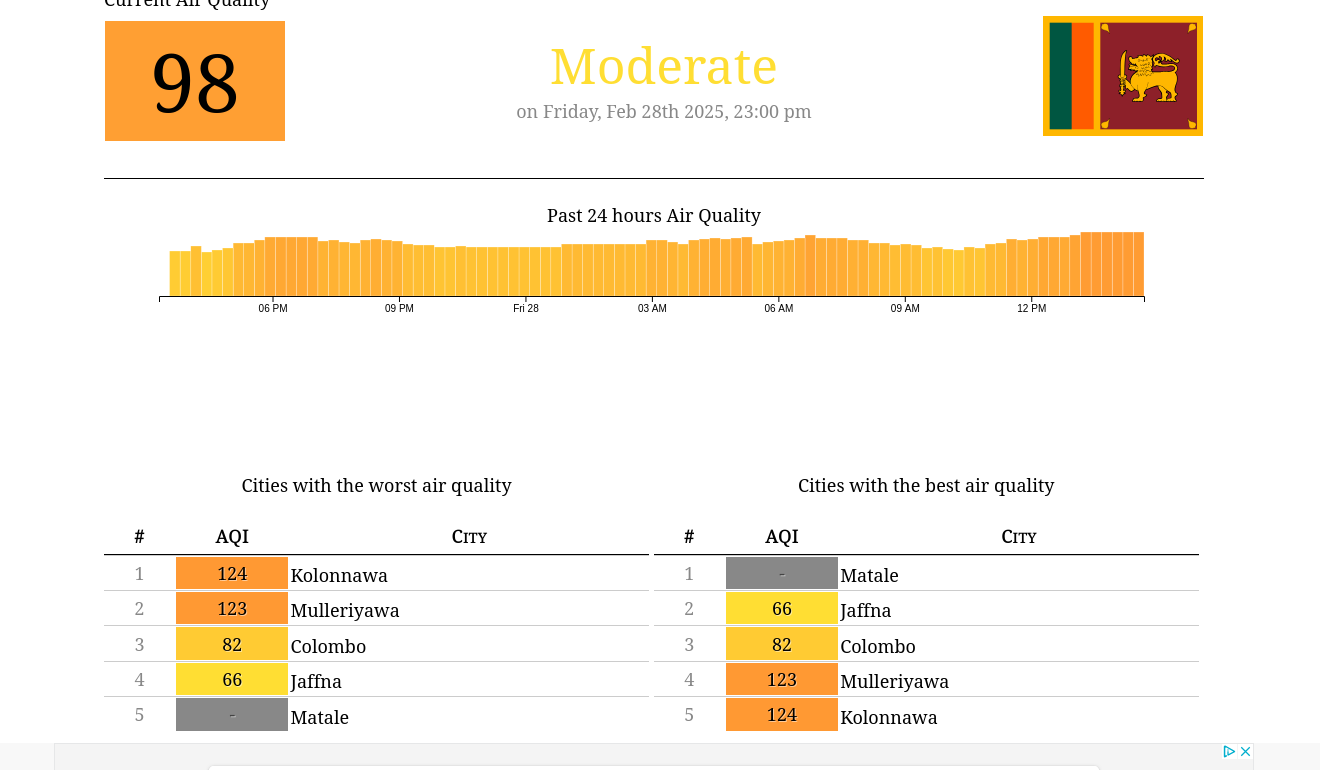 Current Air Quality
98
Moderate
on Friday, Feb 28th 2025, 23:00 pm
Past 24 hours Air Quality
06 PM 09 PM Fri 28 03 AM 06 AM 09 AM 12 PM
Cities with the worst air quality
# AQI City
1 124 Kolonnawa
2 123 Mulleriyawa
3 82 Colombo
4 66 Jaffna
5 - Matale
Cities with the best air quality
# AQI City
1 - Matale
2 66 Jaffna
3 82 Colombo
4 123 Mulleriyawa
5 124 Kolonnawa